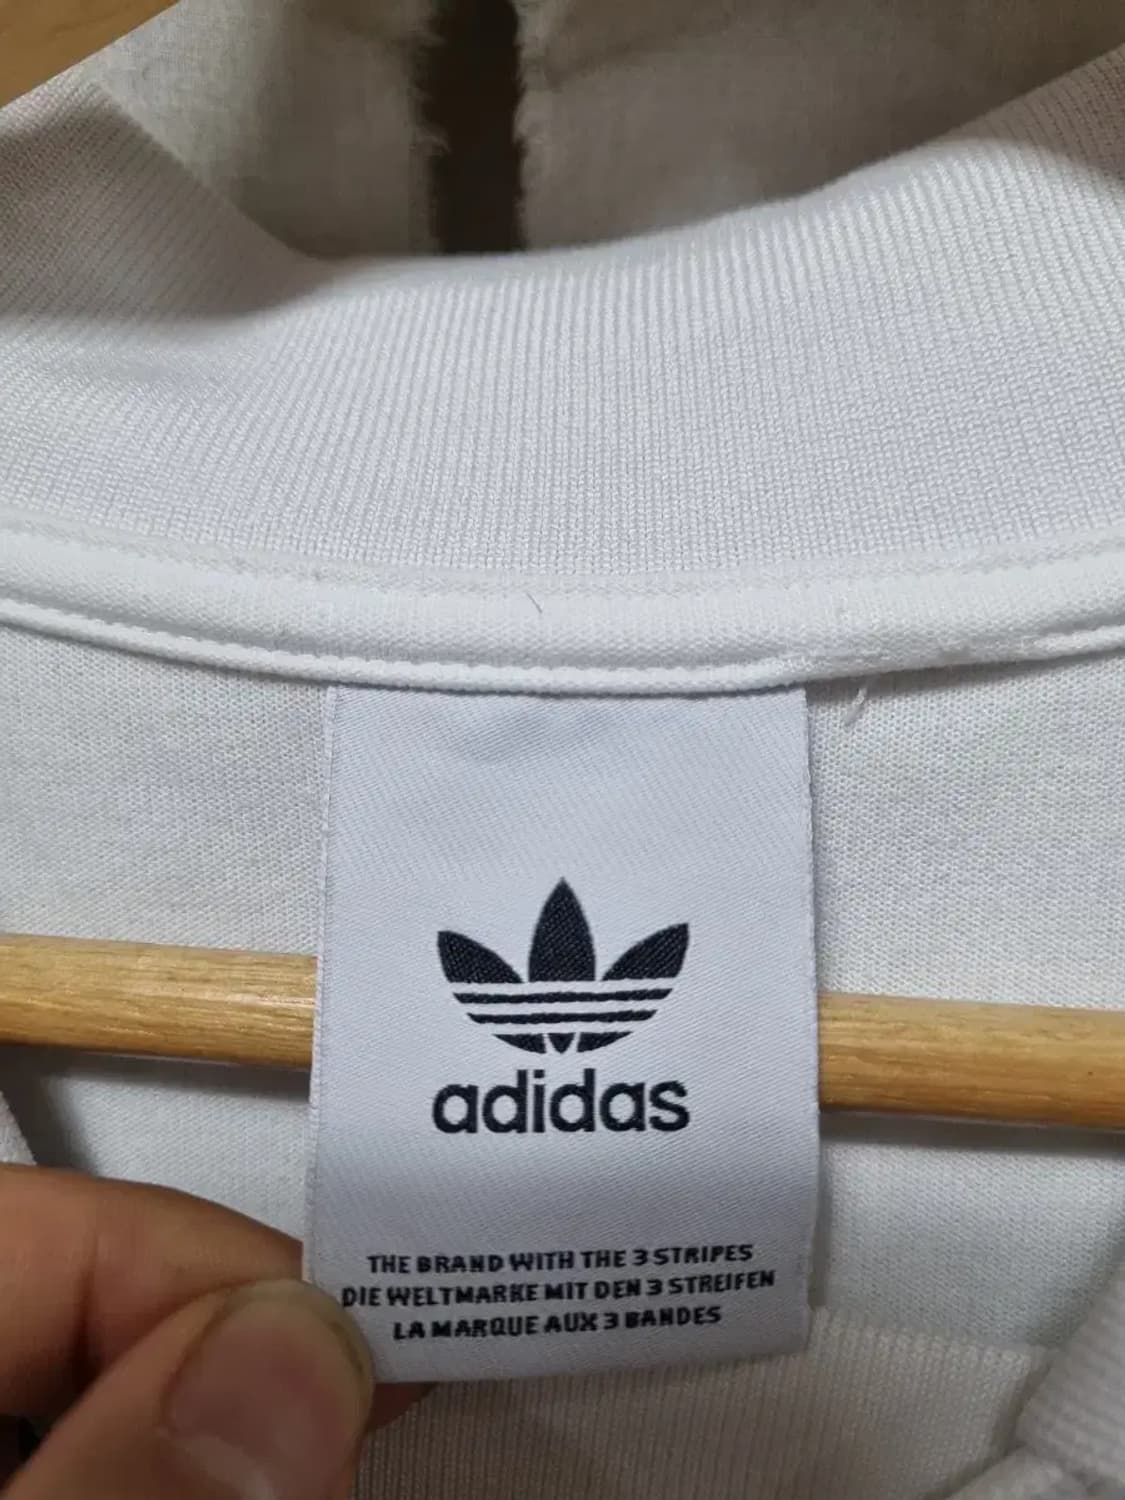 adidas
THE BRAND WITH THE 3 STRIPES
DIE WELTMARKE MIT DEN 3 STREIFEN
LA MARQUE AUX 3 BANDES